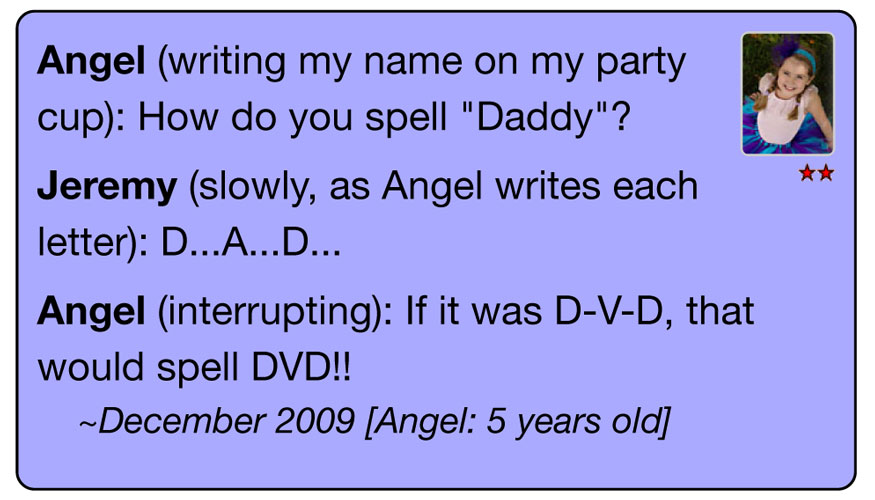 Angel (writing my name on my party
cup): How do you spell "Daddy"?
Jeremy (slowly, as Angel writes each
letter): D...A...D...
Angel (interrupting): If it was D-V-D, that
would spell DVD!!
~December 2009 [Angel: 5 years old]